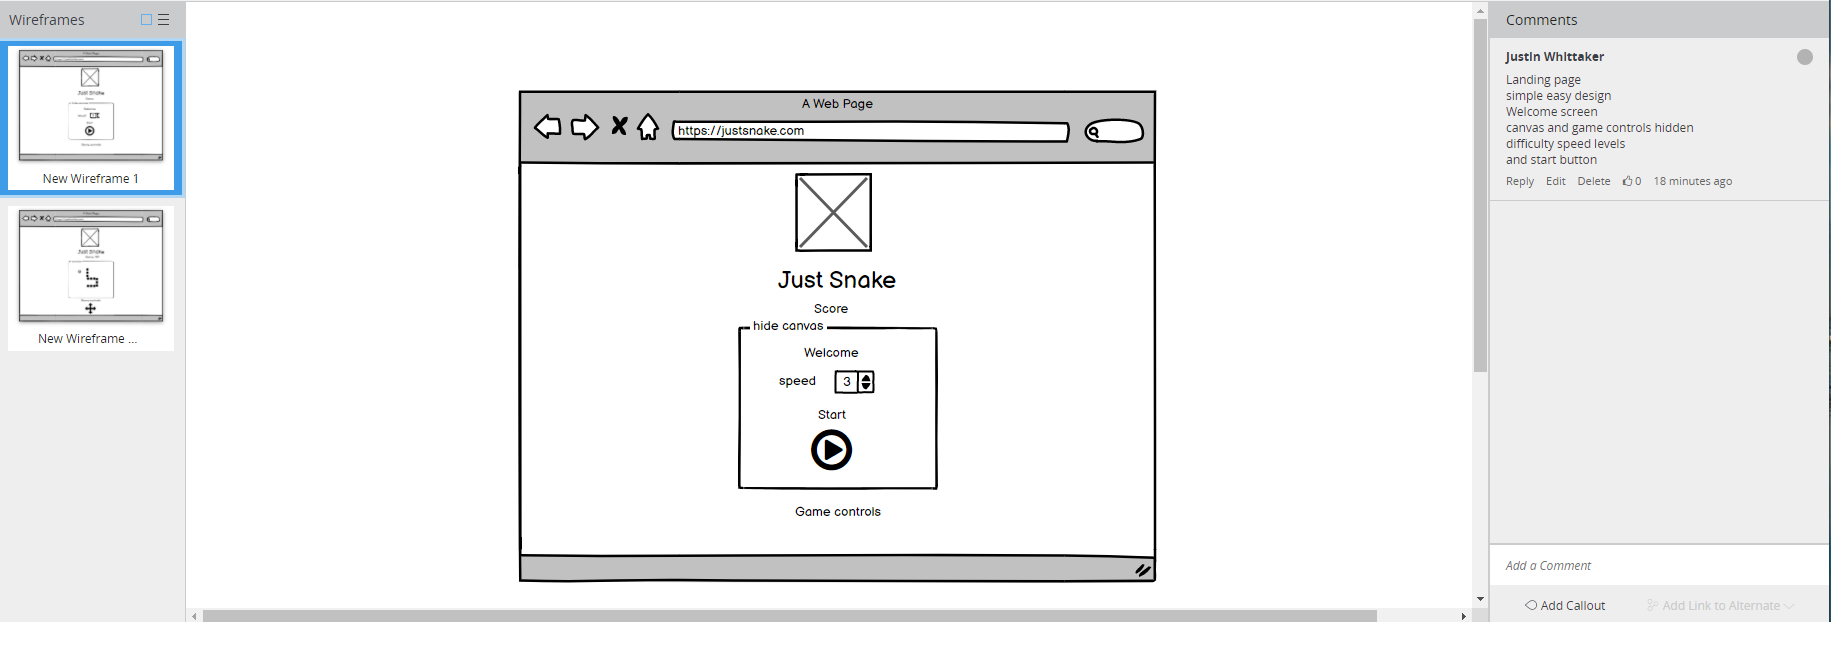 Wireframes
New Wireframe 1
New Wireframe ...
A Web Page
https://justsnake.com
Just Snake
Score
hide canvas
Welcome
speed 3
Start
Game controls
Comments
Justin Whittaker
Landing page
simple easy design
Welcome screen
canvas and game controls hidden
difficulty speed levels
and start button
Reply Edit Delete 0 18 minutes ago
Add a Comment
Add Callout Add Link to Alternate